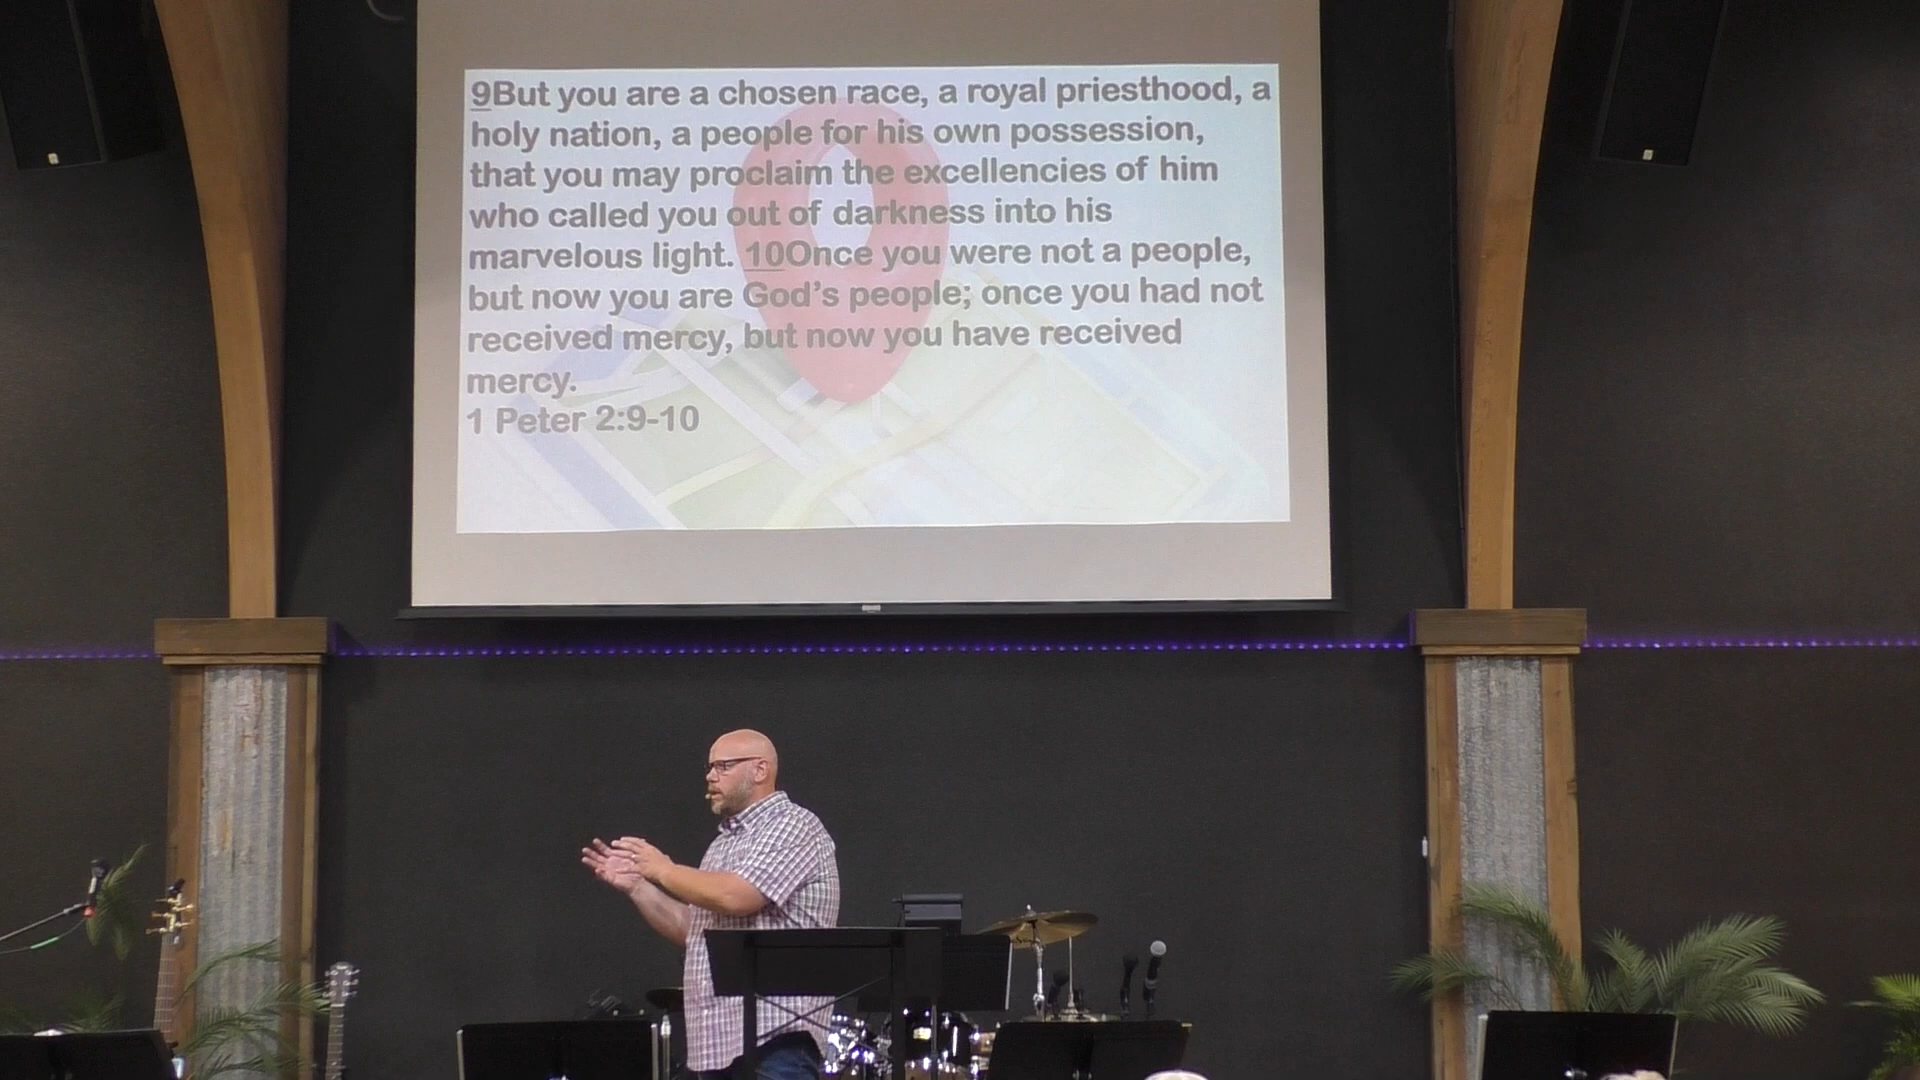 9But you are a chosen race, a royal priesthood, a
holy nation, a people for his own possession,
that you may proclaim the excellencies of him
who called you out of darkness into his
marvelous light. 10Once you were not a people,
but now you are God’s people; once you had not
received mercy, but now you have received
mercy.
1 Peter 2:9-10